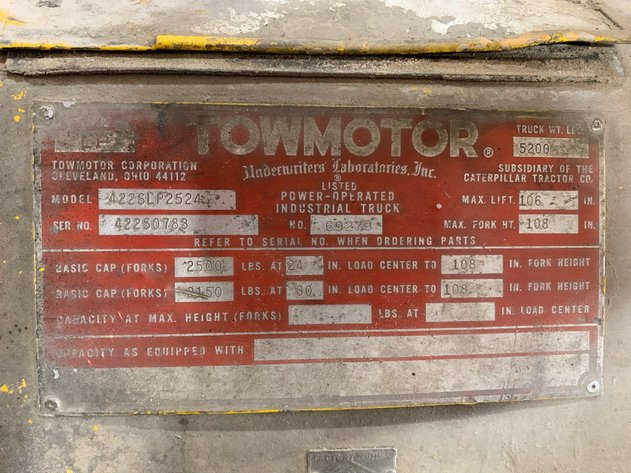 TOWMOTOR®
TRUCK WT. LBS.
5200
TOWMOTOR CORPORATION
CLEVELAND, OHIO 44112
Underwriters' Laboratories, Inc.
LISTED
POWER-OPERATED
INDUSTRIAL TRUCK
SUBSIDIARY OF THE
CATERPILLAR TRACTOR CO.
MODEL 422SLP2524 MAX. LIFT. 106 IN.
SER NO. 42260783 NO. 69279 MAX. FORK HT. 108 IN.
REFER TO SERIAL NO. WHEN ORDERING PARTS
BASIC CAP. (FORKS) 2500 LBS. AT 24 IN. LOAD CENTER TO 108 IN. FORK HEIGHT
BASIC CAP. (FORKS) 2150 LBS. AT 30 IN. LOAD CENTER TO 108 IN. FORK HEIGHT
CAPACITY AT MAX. HEIGHT (FORKS) LBS. AT IN. LOAD CENTER
CAPACITY AS EQUIPPED WITH